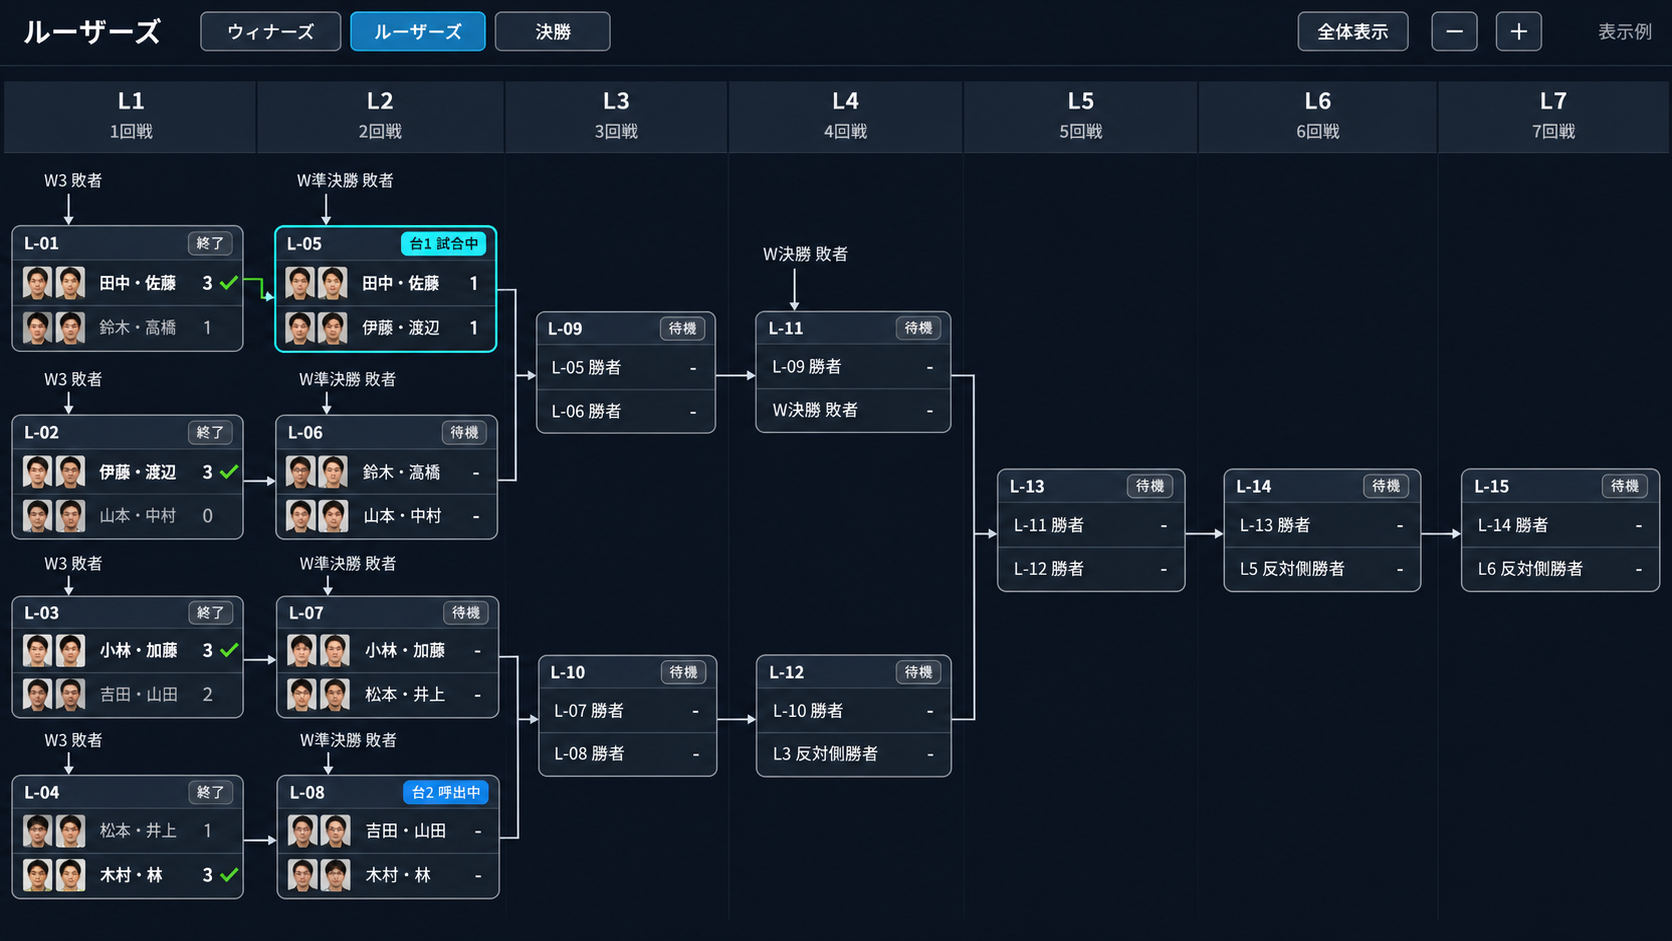 ルーザーズ
ウィナーズ
ルーザーズ
決勝
全体表示
−
+
表示例
L1
1回戦
L2
2回戦
L3
3回戦
L4
4回戦
L5
5回戦
L6
6回戦
L7
7回戦
W3 敗者
L-01 終了
田中・佐藤 3
鈴木・高橋 1
W3 敗者
L-02 終了
伊藤・渡辺 3
山本・中村 0
W3 敗者
L-03 終了
小林・加藤 3
吉田・山田 2
W3 敗者
L-04 終了
松本・井上 1
木村・林 3
W準決勝 敗者
L-05 台1 試合中
田中・佐藤 1
伊藤・渡辺 1
W準決勝 敗者
L-06 待機
鈴木・高橋 -
山本・中村 -
W準決勝 敗者
L-07 待機
小林・加藤 -
松本・井上 -
W準決勝 敗者
L-08 台2 呼出中
吉田・山田 -
木村・林 -
L-09 待機
L-05 勝者 -
L-06 勝者 -
L-10 待機
L-07 勝者 -
L-08 勝者 -
W決勝 敗者
L-11 待機
L-09 勝者 -
W決勝 敗者 -
L-12 待機
L-10 勝者 -
L3 反対側勝者 -
L-13 待機
L-11 勝者 -
L-12 勝者 -
L-14 待機
L-13 勝者 -
L5 反対側勝者 -
L-15 待機
L-14 勝者 -
L6 反対側勝者 -